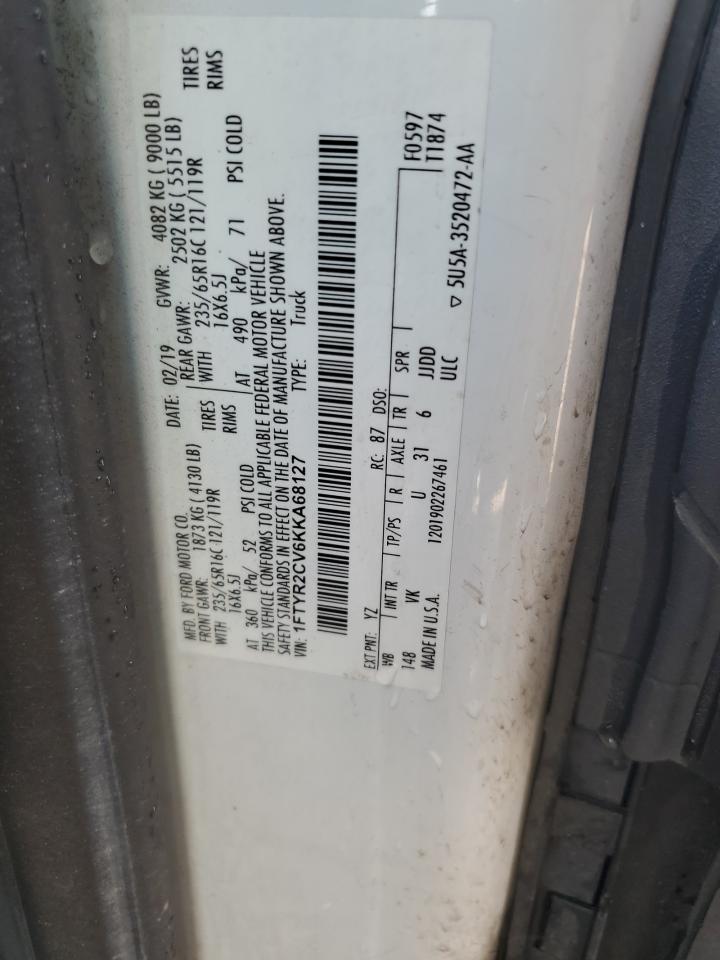 MFD. BY FORD MOTOR CO.
DATE: 02/19 GVWR: 4082 KG ( 9000 LB)
FRONT GAWR: 1873 KG ( 4130 LB)
REAR GAWR: 2502 KG ( 5515 LB)
WITH 235/65R16C 121/119R TIRES
WITH 235/65R16C 121/119R TIRES
16X6.5J RIMS
16X6.5J RIMS
AT 360 kPa/ 52 PSI COLD
AT 490 kPa/ 71 PSI COLD
THIS VEHICLE CONFORMS TO ALL APPLICABLE FEDERAL MOTOR VEHICLE
SAFETY STANDARDS IN EFFECT ON THE DATE OF MANUFACTURE SHOWN ABOVE.
VIN: 1FTYR2CV6KKA68127 TYPE: Truck
EXT PNT: YZ RC: 87 DSO:
WB INT TR TP/PS R AXLE TR SPR F0597
148 VK U 31 6 JJDD T1874
MADE IN U.S.A. 1201902267461 ULC
▽ 5U5A-3520472-AA